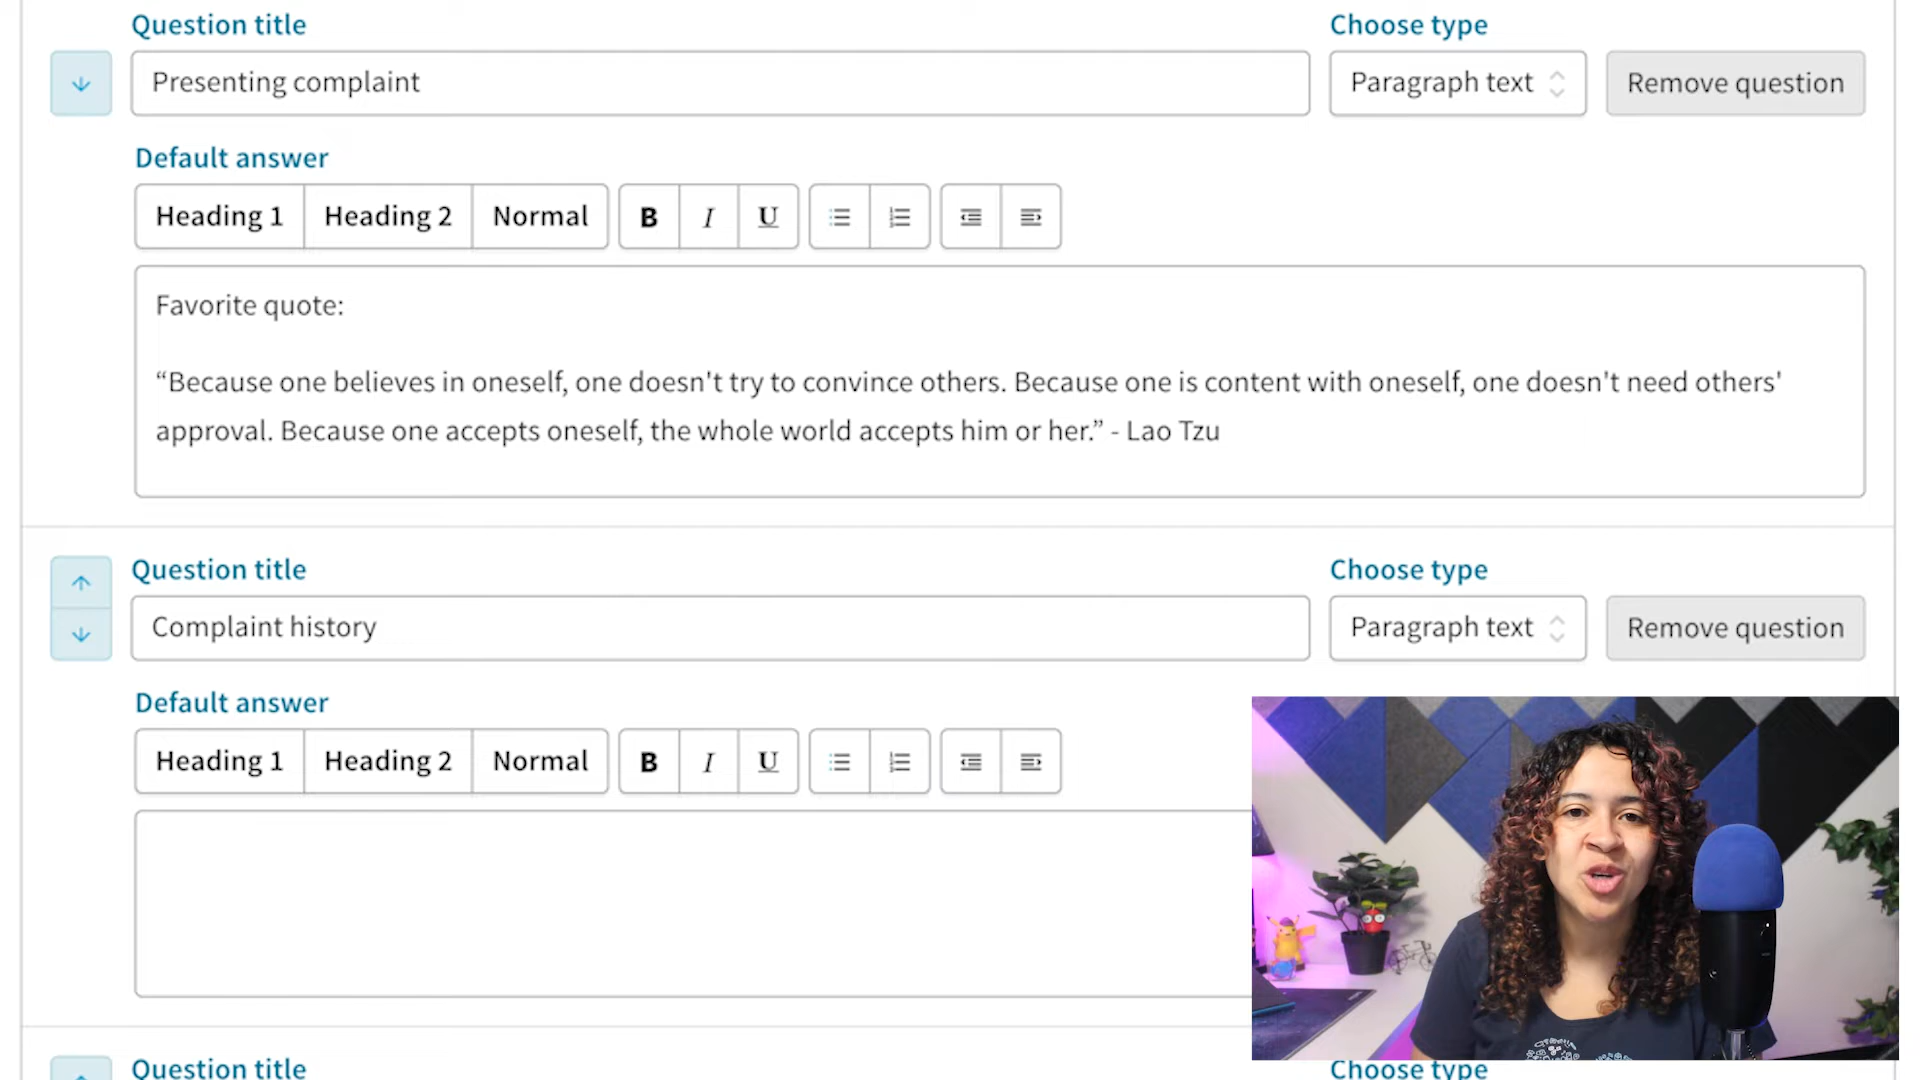 Question title
Choose type
Presenting complaint
Paragraph text
Remove question
Default answer
Heading 1
Heading 2
Normal
B
I
U
Favorite quote:
“Because one believes in oneself, one doesn't try to convince others. Because one is content with oneself, one doesn't need others'
approval. Because one accepts oneself, the whole world accepts him or her.” - Lao Tzu
Question title
Choose type
Complaint history
Paragraph text
Remove question
Default answer
Heading 1
Heading 2
Normal
B
I
U
Question title
Choose type